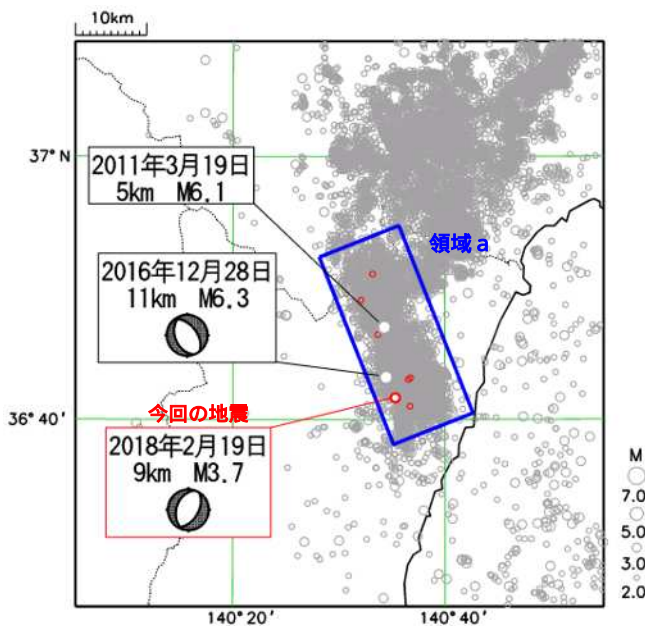 10km
37°N
2011年3月19日
5km M6.1
領域a
2016年12月28日
11km M6.3
今回の地震
36°40′
2018年2月19日
9km M3.7
M
7.0
5.0
3.0
2.0
140°20′
140°40′